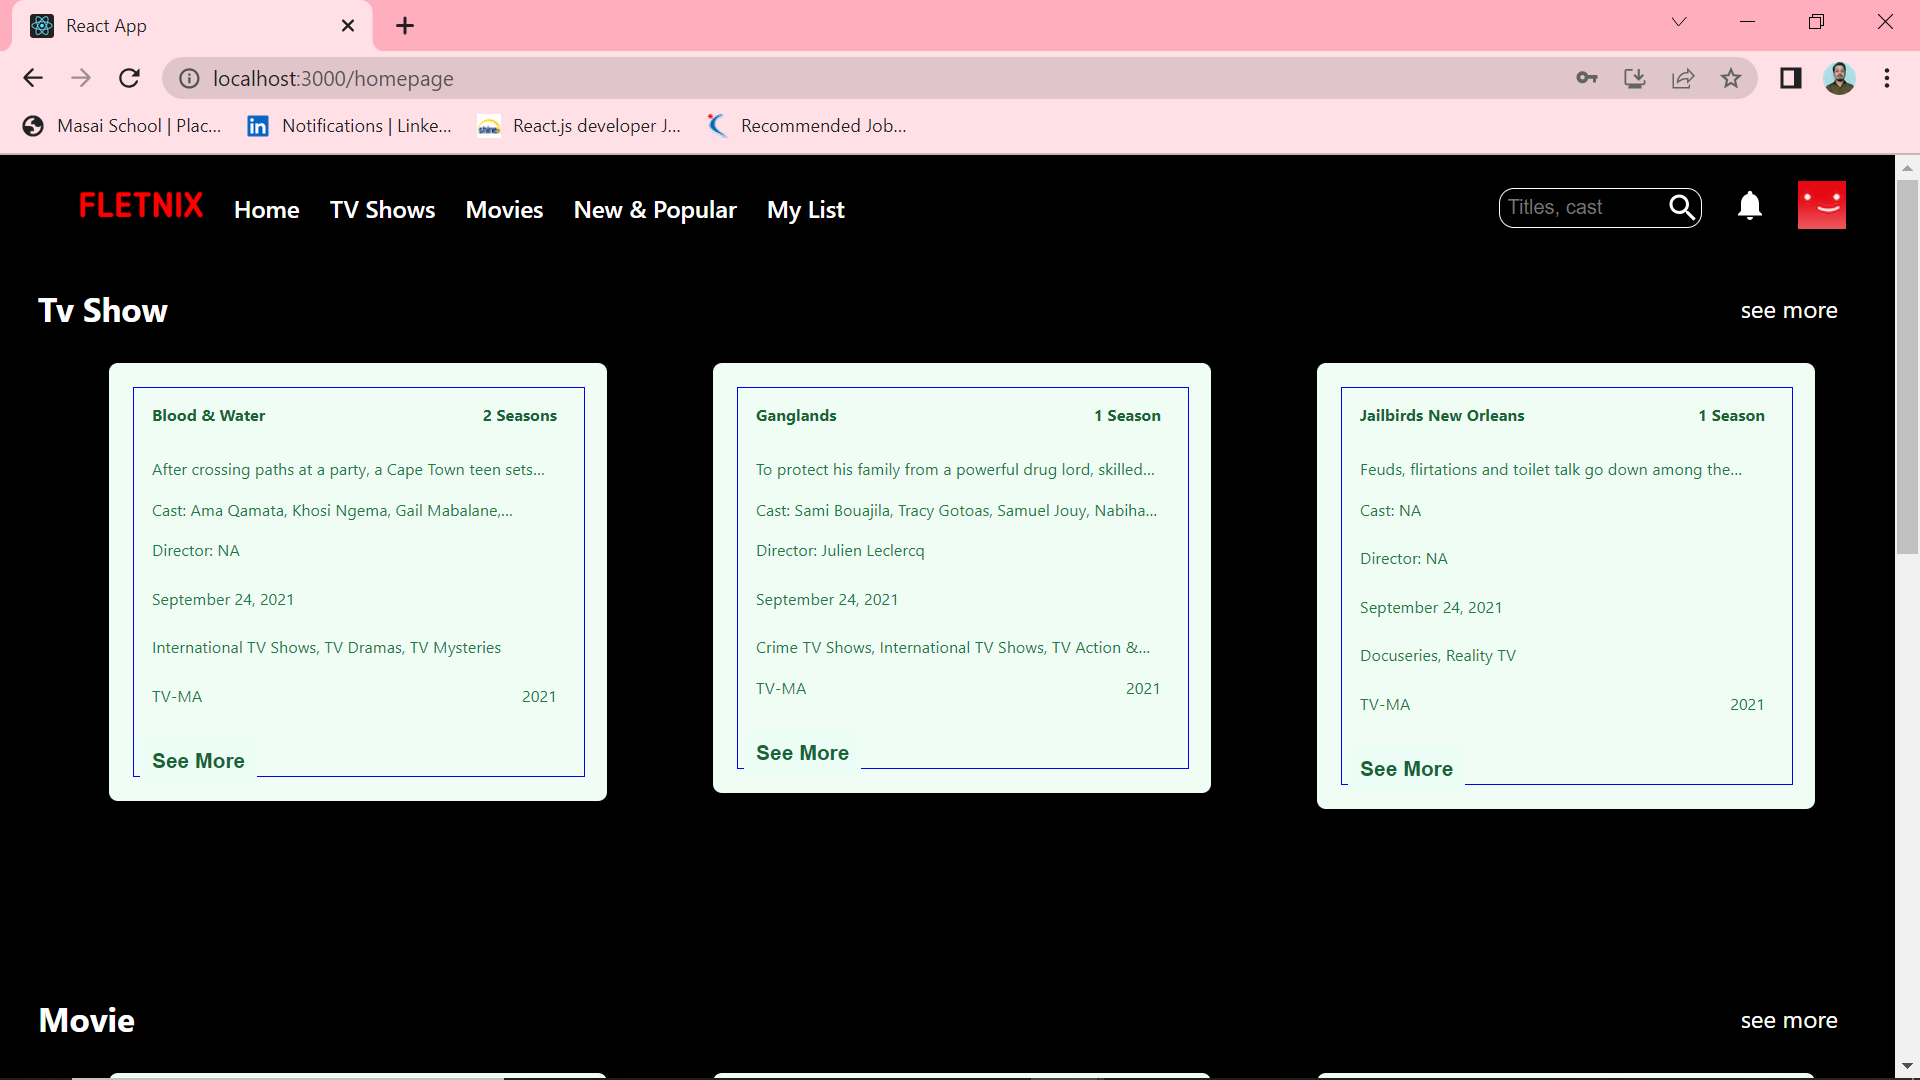 React App
localhost:3000/homepage
Masai School | Plac...
Notifications | Linke...
React.js developer J...
Recommended Job...
FLETNIX
Home
TV Shows
Movies
New & Popular
My List
Titles, cast
Tv Show
see more
Blood & Water
2 Seasons
After crossing paths at a party, a Cape Town teen sets...
Cast: Ama Qamata, Khosi Ngema, Gail Mabalane,...
Director: NA
September 24, 2021
International TV Shows, TV Dramas, TV Mysteries
TV-MA
2021
See More
Ganglands
1 Season
To protect his family from a powerful drug lord, skilled...
Cast: Sami Bouajila, Tracy Gotoas, Samuel Jouy, Nabiha...
Director: Julien Leclercq
September 24, 2021
Crime TV Shows, International TV Shows, TV Action &...
TV-MA
2021
See More
Jailbirds New Orleans
1 Season
Feuds, flirtations and toilet talk go down among the...
Cast: NA
Director: NA
September 24, 2021
Docuseries, Reality TV
TV-MA
2021
See More
Movie
see more